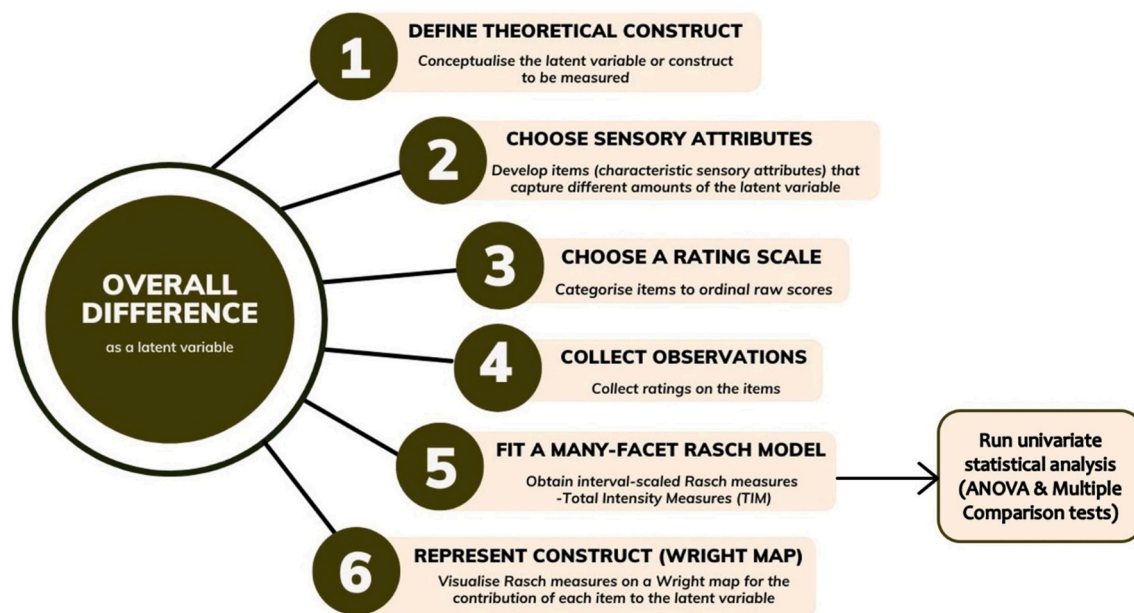 OVERALL
DIFFERENCE
as a latent variable
1
DEFINE THEORETICAL CONSTRUCT
Conceptualise the latent variable or construct
to be measured
2
CHOOSE SENSORY ATTRIBUTES
Develop items (characteristic sensory attributes) that
capture different amounts of the latent variable
3
CHOOSE A RATING SCALE
Categorise items to ordinal raw scores
4
COLLECT OBSERVATIONS
Collect ratings on the items
5
FIT A MANY-FACET RASCH MODEL
Obtain interval-scaled Rasch measures
-Total Intensity Measures (TIM)
Run univariate
statistical analysis
(ANOVA & Multiple
Comparison tests)
6
REPRESENT CONSTRUCT (WRIGHT MAP)
Visualise Rasch measures on a Wright map for the
contribution of each item to the latent variable